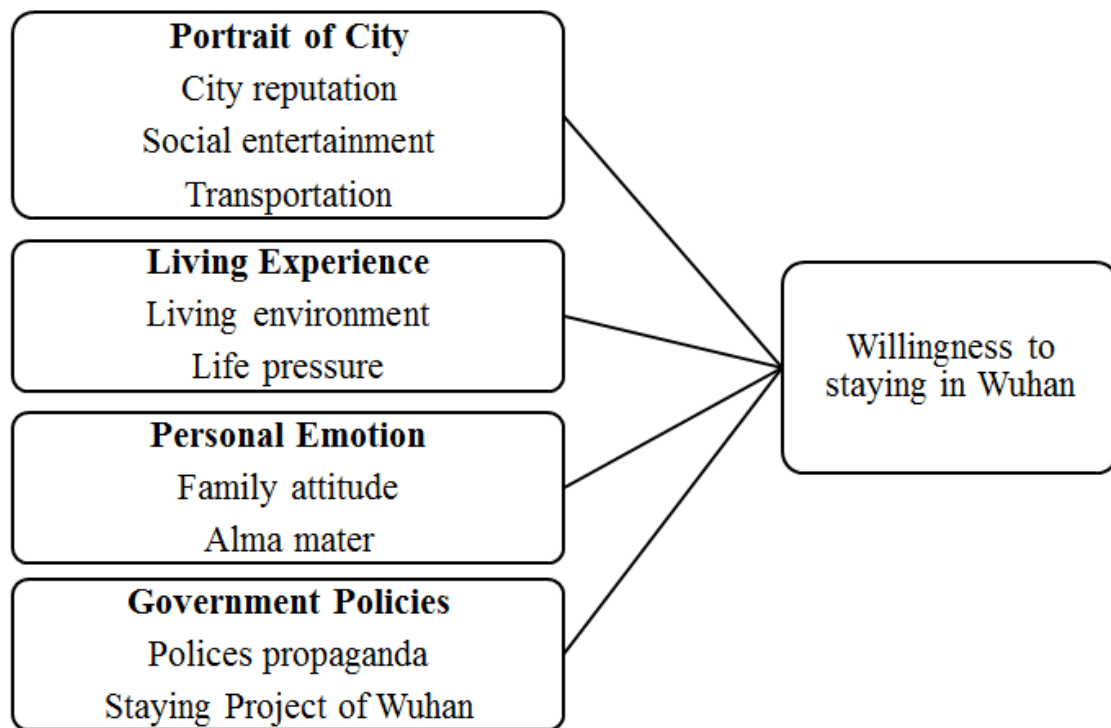 Portrait of City
City reputation
Social entertainment
Transportation
Living Experience
Living environment
Life pressure
Personal Emotion
Family attitude
Alma mater
Government Policies
Polices propaganda
Staying Project of Wuhan
Willingness to
staying in Wuhan